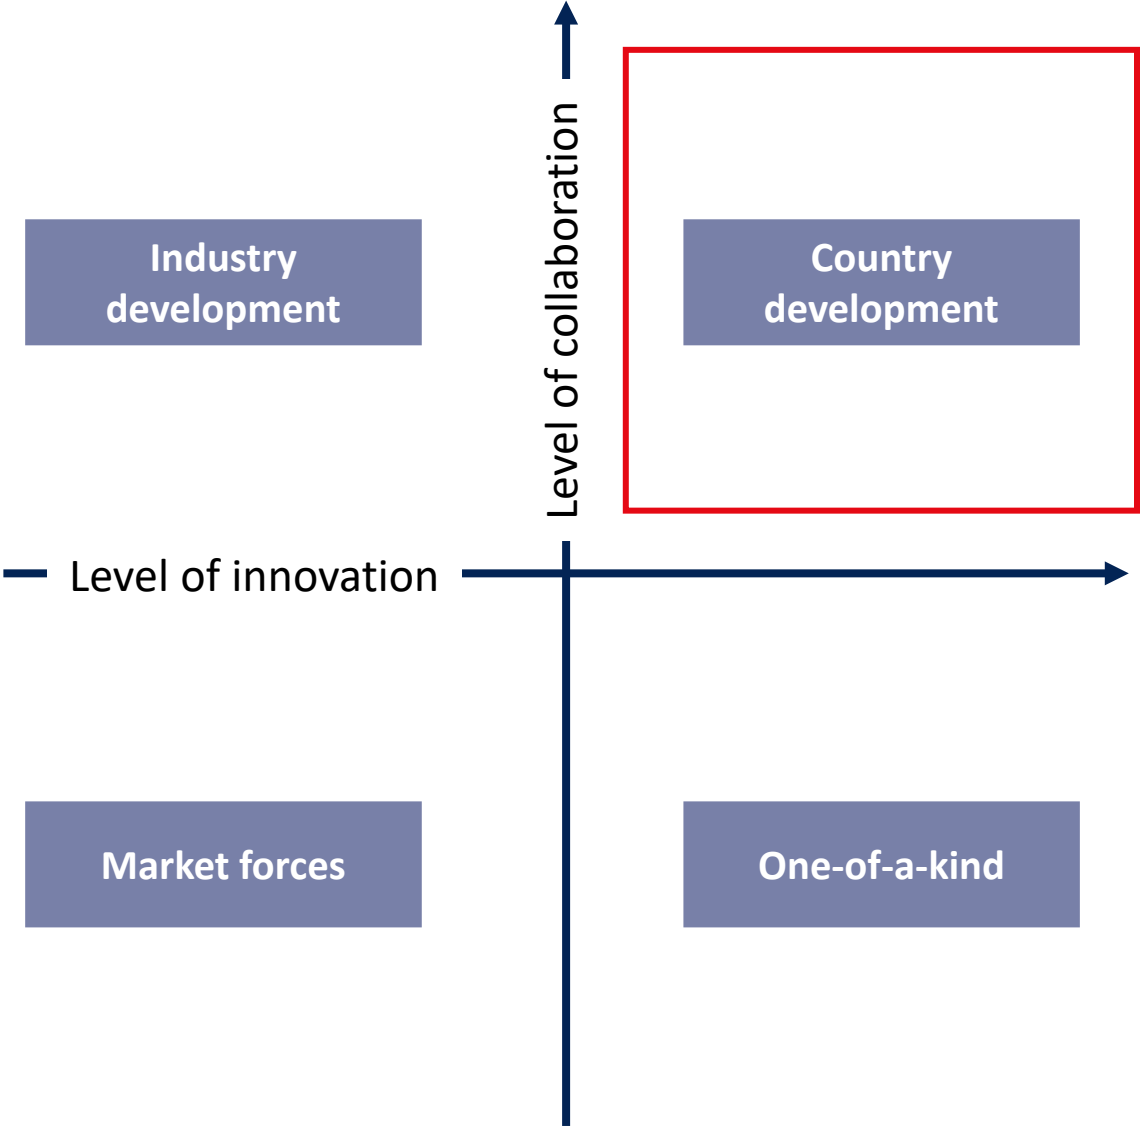 Level of collaboration
Industry
development
Country
development
Level of innovation
Market forces
One-of-a-kind